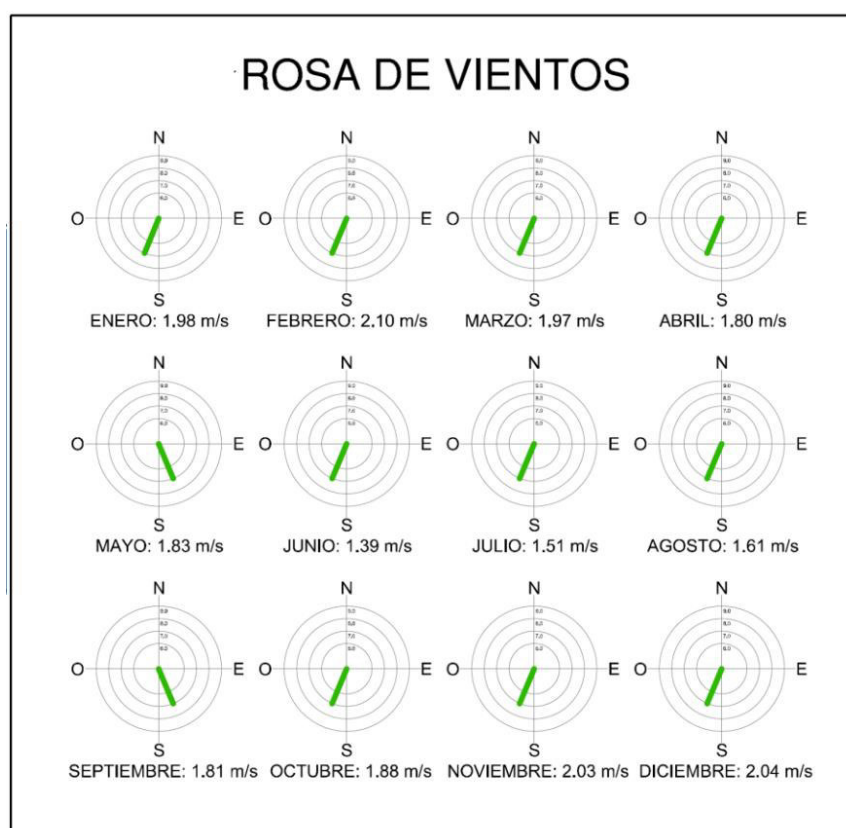 ROSA DE VIENTOS
N N N N
O E O E O E O E
S S S S
ENERO: 1.98 m/s FEBRERO: 2.10 m/s MARZO: 1.97 m/s ABRIL: 1.80 m/s
N N N N
O E O E O E O E
S S S S
MAYO: 1.83 m/s JUNIO: 1.39 m/s JULIO: 1.51 m/s AGOSTO: 1.61 m/s
N N N N
O E O E O E O E
S S S S
SEPTIEMBRE: 1.81 m/s OCTUBRE: 1.88 m/s NOVIEMBRE: 2.03 m/s DICIEMBRE: 2.04 m/s